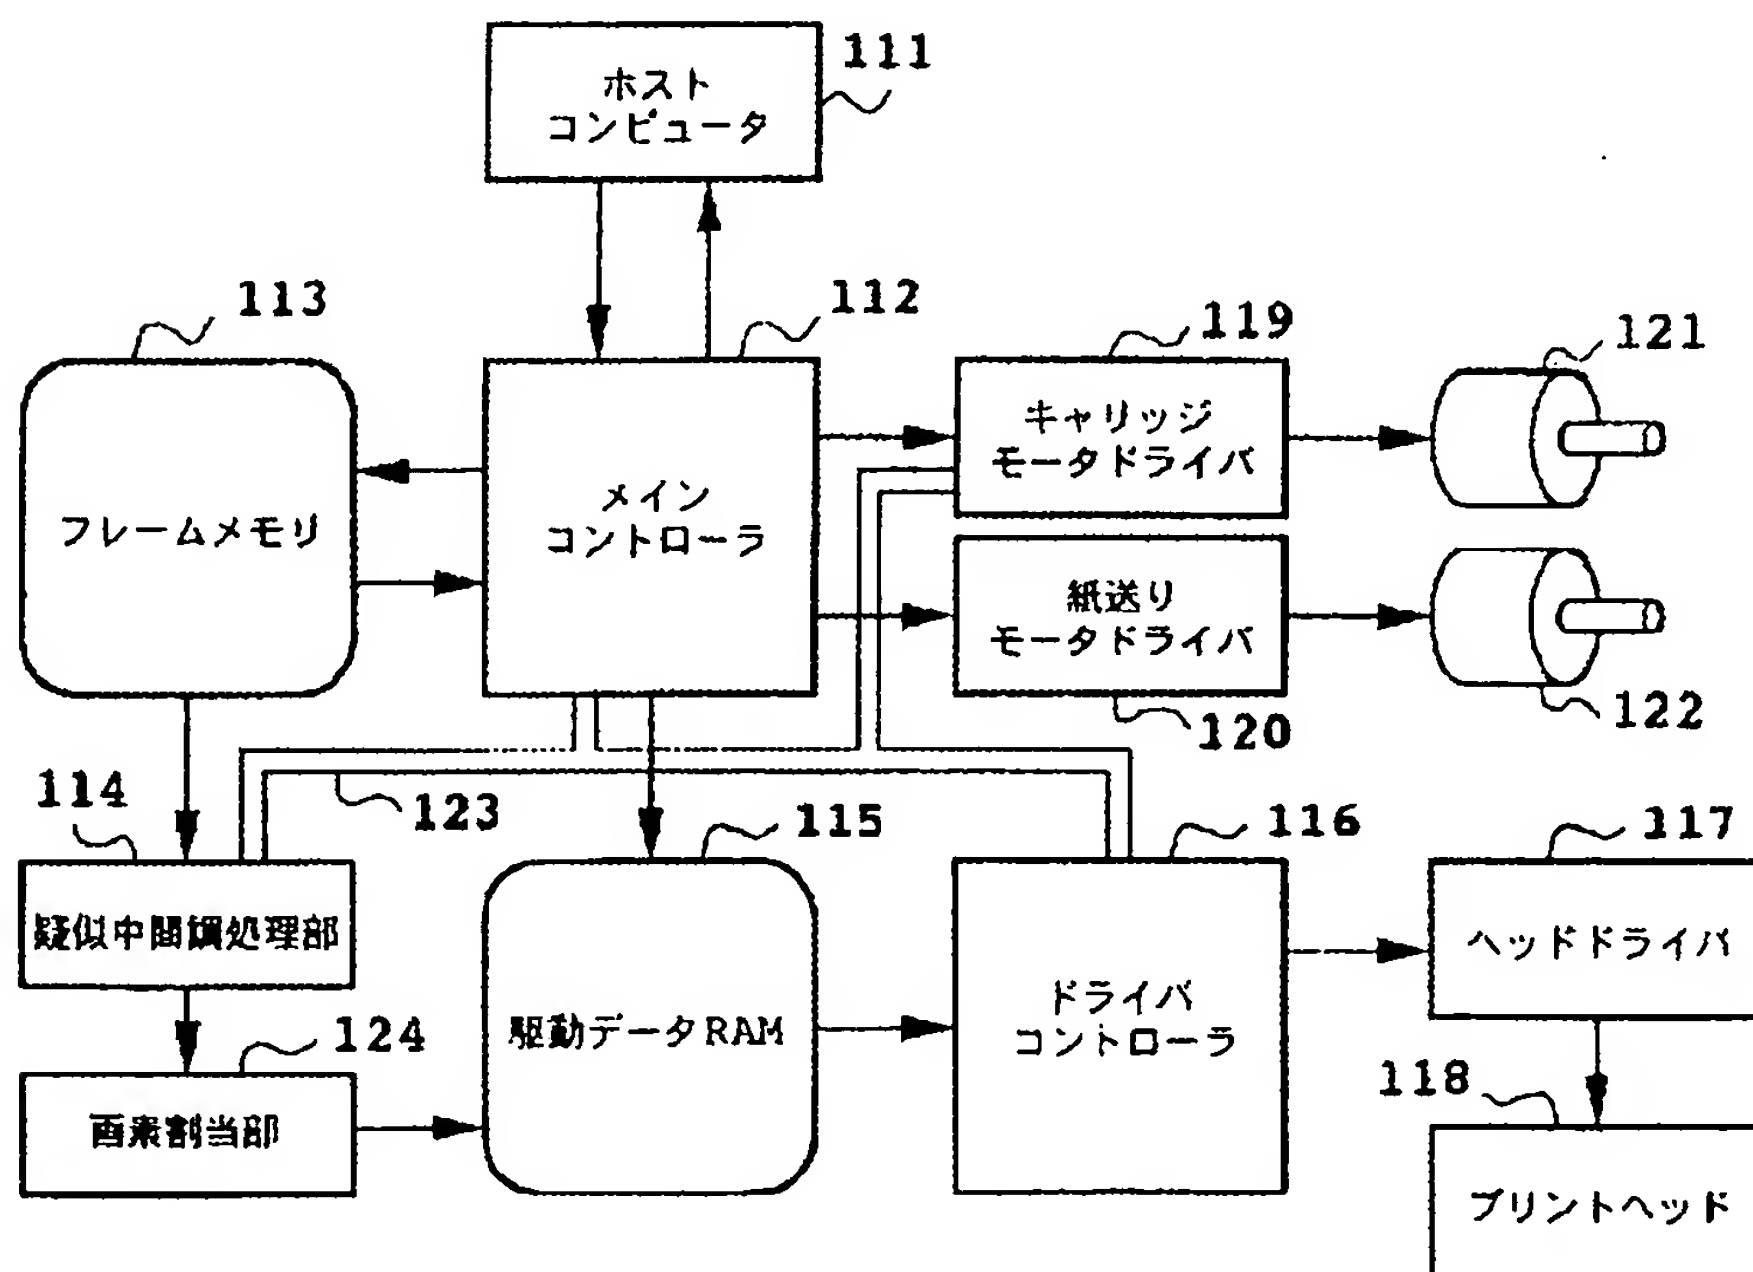 111
ホスト
コンピュータ
113
112
119
121
キャリッジ
モータドライバ
フレームメモリ
メイン
コントローラ
紙送り
モータドライバ
120
122
114
123
115
116
117
疑似中間調処理部
ヘッドドライバ
駆動データRAM
ドライバ
コントローラ
124
118
画素割当部
プリントヘッド